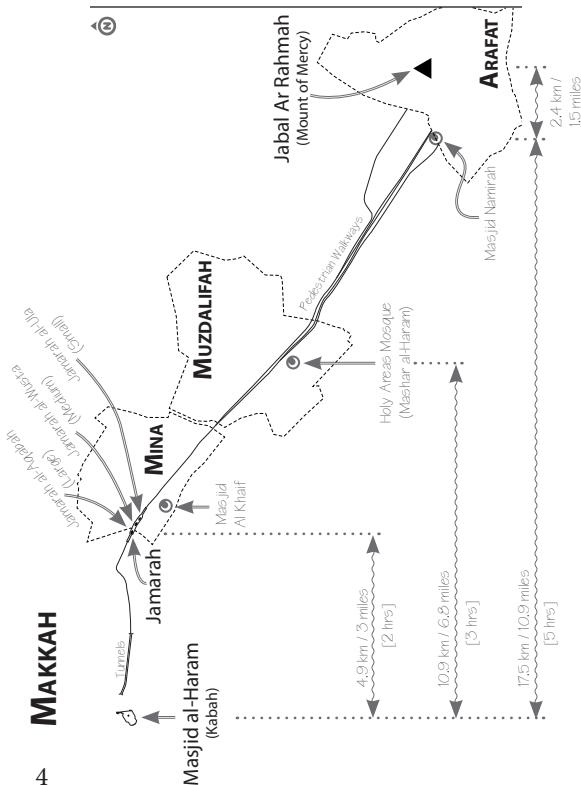 4
MAKKAH
N
Jamarah al-Aqabah
(Large)
Jamarah al-Wusta
(Medium)
Jamarah al-Ula
(Small)
Tunnels
MINA
MUZDALIFAH
Jabal Ar Rahmah
(Mount of Mercy)
ARAFAT
Pedestrian Walkways
Masjid al-Haram
(Kabah)
Jamarah
Masjid
Al Khaif
Holy Areas Mosque
(Mashar al-Haram)
Masjid Namirah
2.4 km /
1.5 miles
4.9 km / 3 miles
[2 hrs]
10.9 km / 6.8 miles
[3 hrs]
17.5 km / 10.9 miles
[5 hrs]